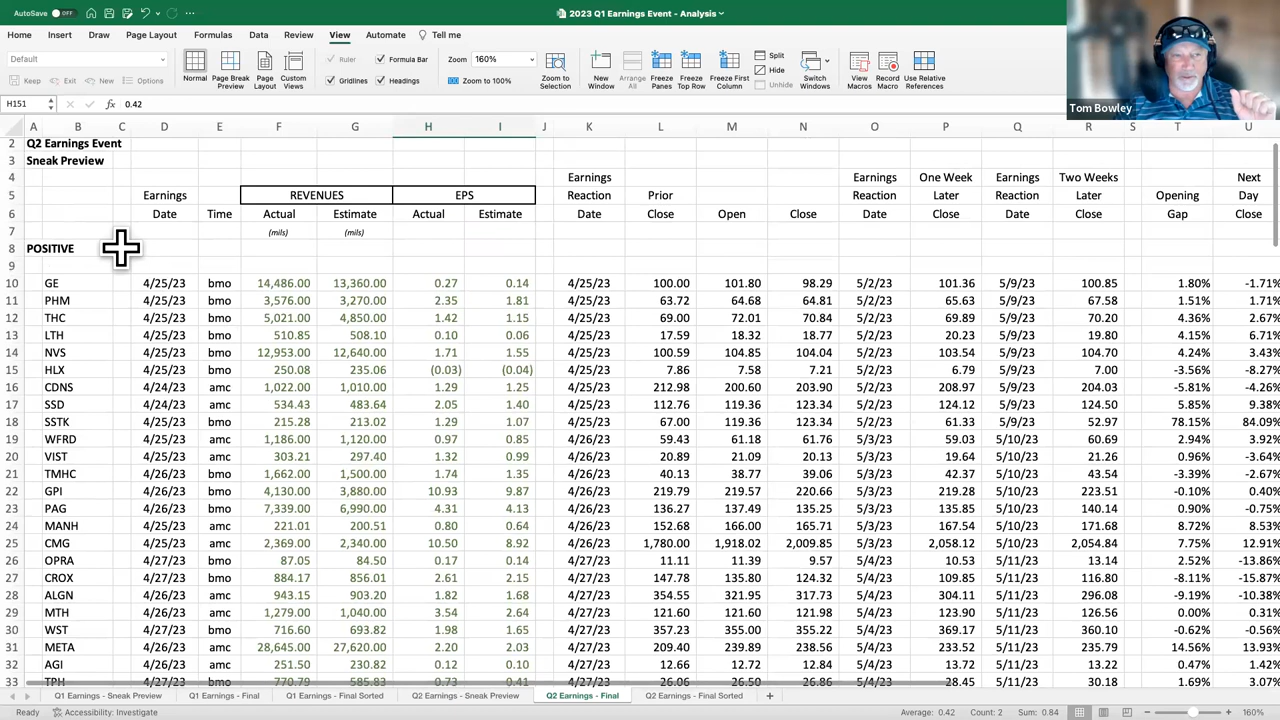 AutoSave OFF 2023 Q1 Earnings Event - Analysis
Home Insert Draw Page Layout Formulas Data Review View Automate Tell me
Default Ruler Formula Bar Zoom 160% Split
Keep Exit New Options Normal Page Break Preview Page Layout Custom Views Gridlines Headings Zoom to 100% Zoom to Selection New Window Arrange All Freeze Panes Freeze Top Row Freeze First Column Hide Unhide Switch Windows View Macros Record Macro Use Relative References
Tom Bowley
H151 fx 0.42
A B C D E F G H I J K L M N O P Q R S T U
2 Q2 Earnings Event
3 Sneak Preview
4 Earnings Earnings One Week Earnings Two Weeks Next
5 Earnings REVENUES EPS Reaction Prior Reaction Later Reaction Later Opening Day
6 Date Time Actual Estimate Actual Estimate Date Close Open Close Date Close Date Close Gap Close
7 (mils) (mils)
8 POSITIVE
9
10 GE 4/25/23 bmo 14,486.00 13,360.00 0.27 0.14 4/25/23 100.00 101.80 98.29 5/2/23 101.36 5/9/23 100.85 1.80% -1.71%
11 PHM 4/25/23 bmo 3,576.00 3,270.00 2.35 1.81 4/25/23 63.72 64.68 64.81 5/2/23 65.63 5/9/23 67.58 1.51% 1.71%
12 THC 4/25/23 bmo 5,021.00 4,850.00 1.42 1.15 4/25/23 69.00 72.01 70.84 5/2/23 69.89 5/9/23 70.20 4.36% 2.67%
13 LTH 4/25/23 bmo 510.85 508.10 0.10 0.06 4/25/23 17.59 18.32 18.77 5/2/23 20.23 5/9/23 19.80 4.15% 6.71%
14 NVS 4/25/23 bmo 12,953.00 12,640.00 1.71 1.55 4/25/23 100.59 104.85 104.04 5/2/23 103.54 5/9/23 104.70 4.24% 3.43%
15 HLX 4/25/23 bmo 250.08 235.06 (0.03) (0.04) 4/25/23 7.86 7.58 7.21 5/2/23 6.79 5/9/23 7.00 -3.56% -8.27%
16 CDNS 4/24/23 amc 1,022.00 1,010.00 1.29 1.25 4/25/23 212.98 200.60 203.90 5/2/23 208.97 5/9/23 204.03 -5.81% -4.26%
17 SSD 4/24/23 amc 534.43 483.64 2.05 1.40 4/25/23 112.76 119.36 123.34 5/2/23 124.12 5/9/23 124.50 5.85% 9.38%
18 SSTK 4/25/23 bmo 215.28 213.02 1.29 1.07 4/25/23 67.00 119.36 123.34 5/2/23 61.33 5/9/23 52.97 78.15% 84.09%
19 WFRD 4/25/23 amc 1,186.00 1,120.00 0.97 0.85 4/26/23 59.43 61.18 61.76 5/3/23 59.03 5/10/23 60.69 2.94% 3.92%
20 VIST 4/25/23 amc 303.21 297.40 1.32 0.99 4/26/23 20.89 21.09 20.13 5/3/23 19.64 5/10/23 21.26 0.96% -3.64%
21 TMHC 4/26/23 bmo 1,662.00 1,500.00 1.74 1.35 4/26/23 40.13 38.77 39.06 5/3/23 42.37 5/10/23 43.54 -3.39% -2.67%
22 GPI 4/26/23 bmo 4,130.00 3,880.00 10.93 9.87 4/26/23 219.79 219.57 220.66 5/3/23 219.28 5/10/23 223.51 -0.10% 0.40%
23 PAG 4/26/23 bmo 7,339.00 6,990.00 4.31 4.13 4/26/23 136.27 137.49 135.25 5/3/23 135.85 5/10/23 140.14 0.90% -0.75%
24 MANH 4/25/23 amc 221.01 200.51 0.80 0.64 4/26/23 152.68 166.00 165.71 5/3/23 167.54 5/10/23 171.68 8.72% 8.53%
25 CMG 4/25/23 amc 2,369.00 2,340.00 10.50 8.92 4/26/23 1,780.00 1,918.02 2,009.85 5/3/23 2,058.12 5/10/23 2,054.84 7.75% 12.91%
26 OPRA 4/27/23 bmo 87.05 84.50 0.17 0.14 4/27/23 11.11 11.39 9.57 5/4/23 10.53 5/11/23 13.14 2.52% -13.86%
27 CROX 4/27/23 bmo 884.17 856.01 2.61 2.15 4/27/23 147.78 135.80 124.32 5/4/23 109.85 5/11/23 116.80 -8.11% -15.87%
28 ALGN 4/26/23 amc 943.15 903.20 1.82 1.68 4/27/23 354.55 321.95 317.73 5/4/23 304.11 5/11/23 296.08 -9.19% -10.38%
29 MTH 4/26/23 amc 1,279.00 1,040.00 3.54 2.64 4/27/23 121.60 121.60 121.98 5/4/23 123.90 5/11/23 126.56 0.00% 0.31%
30 WST 4/27/23 bmo 716.60 693.82 1.98 1.65 4/27/23 357.23 355.00 355.22 5/4/23 369.17 5/11/23 360.10 -0.62% -0.56%
31 META 4/26/23 amc 28,645.00 27,620.00 2.20 2.03 4/27/23 209.40 239.89 238.56 5/4/23 233.52 5/11/23 235.79 14.56% 13.93%
32 AGI 4/26/23 amc 251.50 230.82 0.12 0.10 4/27/23 12.66 12.72 12.84 5/4/23 13.72 5/11/23 13.22 0.47% 1.42%
33 TPH 4/27/23 bmo 770.79 585.83 0.73 0.41 4/27/23 26.06 26.50 26.86 5/4/23 28.45 5/11/23 30.18 1.69% 3.07%
Q1 Earnings - Sneak Preview Q1 Earnings - Final Q1 Earnings - Final Sorted Q2 Earnings - Sneak Preview Q2 Earnings - Final Q2 Earnings - Final Sorted +
Ready Accessibility: Investigate Average: 0.42 Count: 2 Sum: 0.84 160%